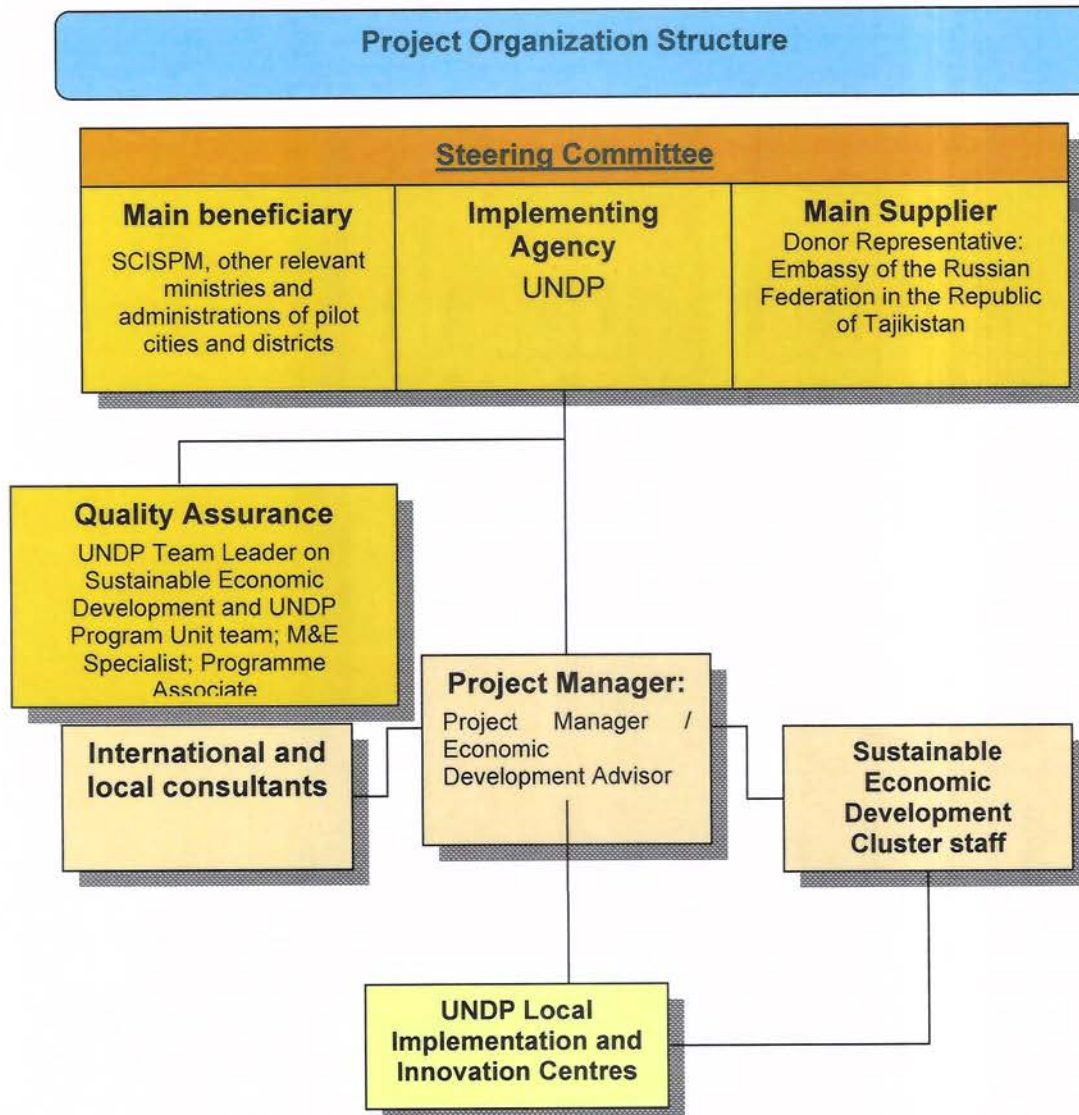 Project Organization Structure
Steering Committee
Main beneficiary
SCISPM, other relevant
ministries and
administrations of pilot
cities and districts
Implementing
Agency
UNDP
Main Supplier
Donor Representative:
Embassy of the Russian
Federation in the Republic
of Tajikistan
Quality Assurance
UNDP Team Leader on
Sustainable Economic
Development and UNDP
Program Unit team; M&E
Specialist; Programme
Associate
International and
local consultants
Project Manager:
Project Manager /
Economic
Development Advisor
Sustainable
Economic
Development
Cluster staff
UNDP Local
Implementation and
Innovation Centres